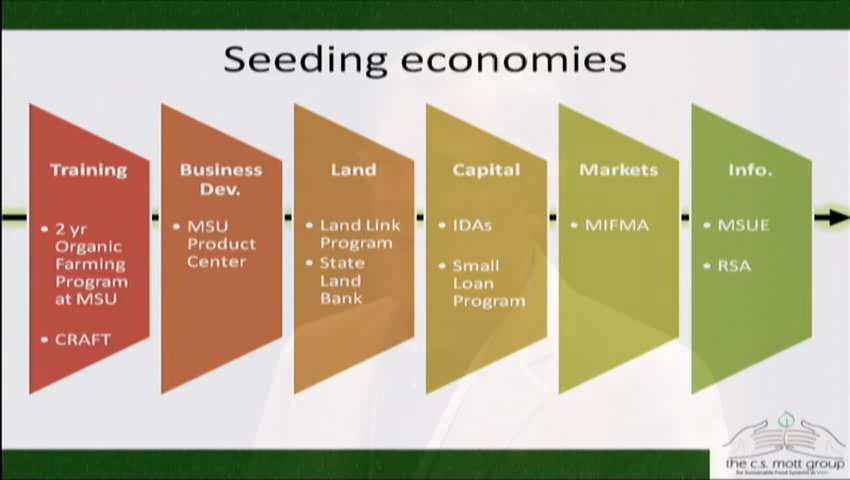 Seeding economies
Training
• 2 yr
Organic
Farming
Program
at MSU
• CRAFT
Business
Dev.
• MSU
Product
Center
Land
• Land Link
Program
• State
Land
Bank
Capital
• IDAs
• Small
Loan
Program
Markets
• MIFMA
Info.
• MSUE
• RSA
the c.s. mott group
for Sustainable Food Systems at MSU